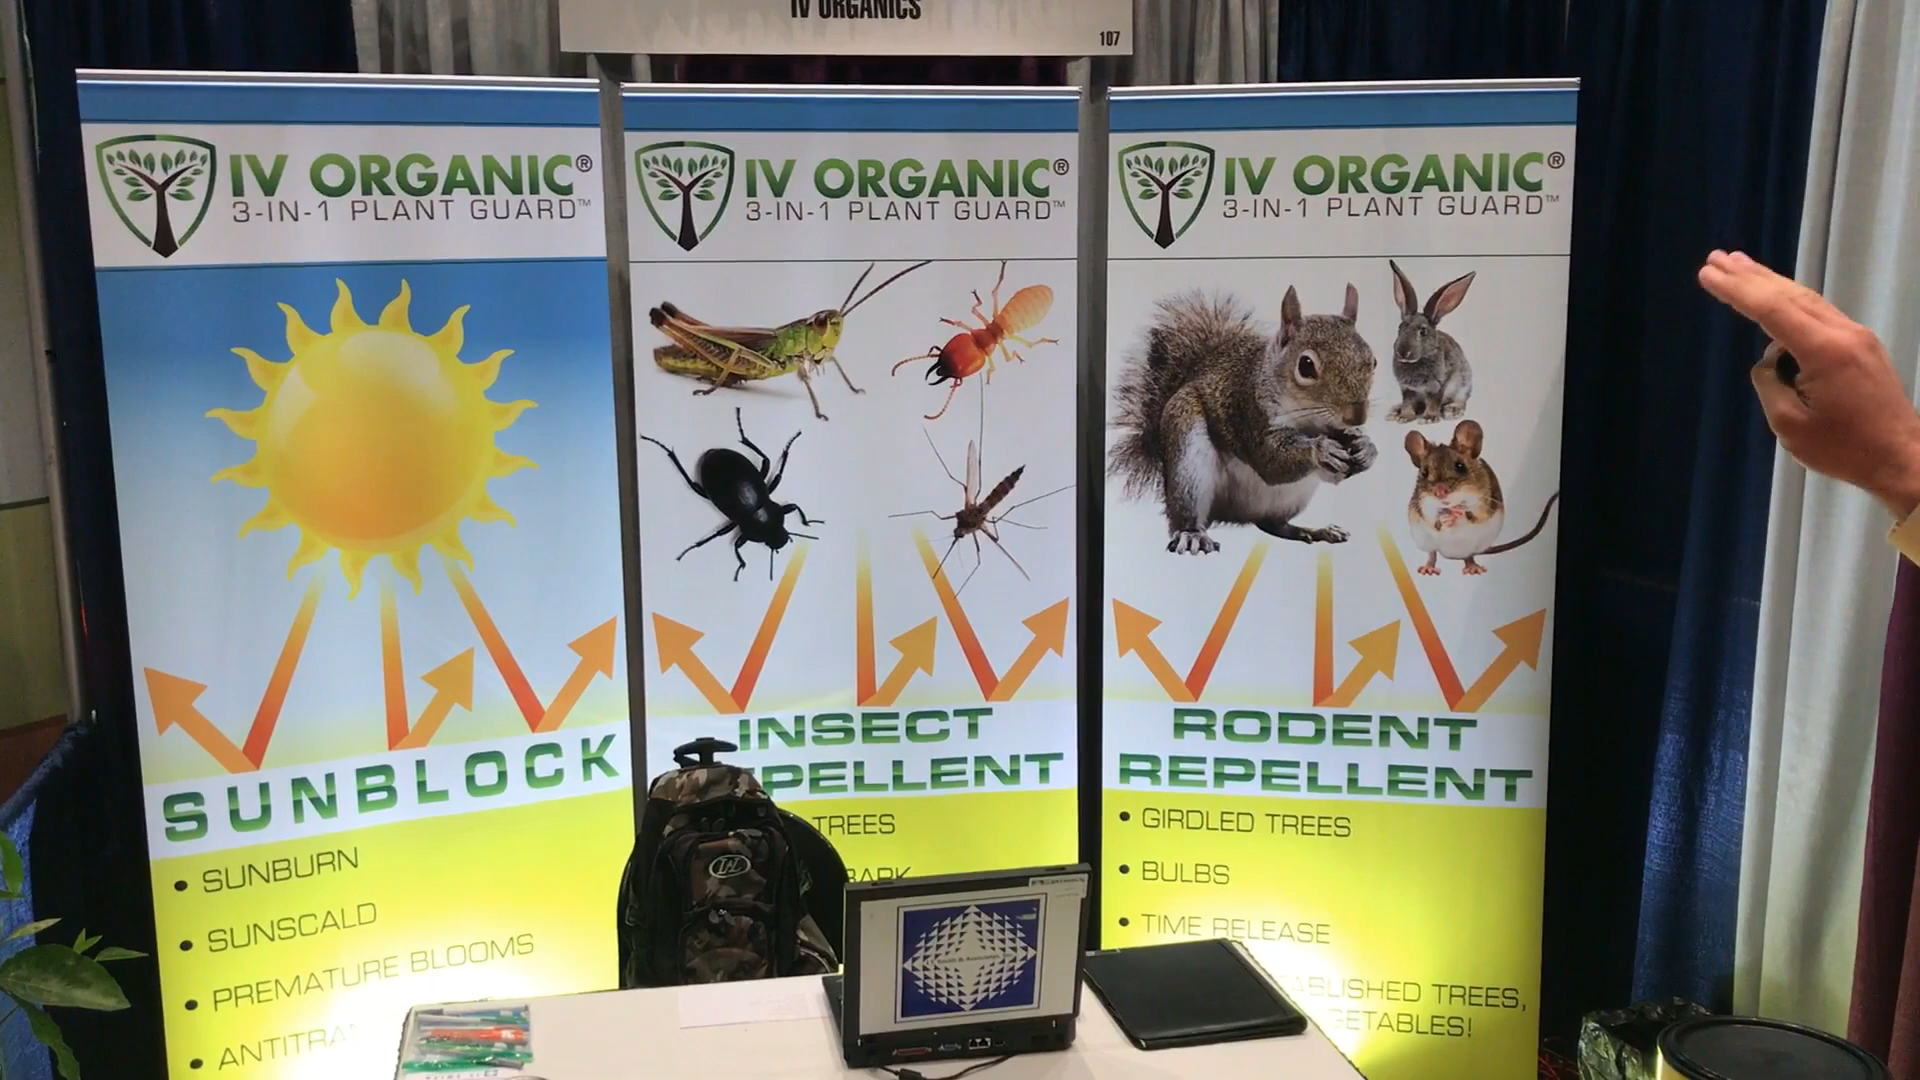 IV ORGANICS
107
IV ORGANIC®
3-IN-1 PLANT GUARD™
SUNBLOCK
• SUNBURN
• SUNSCALD
• PREMATURE BLOOMS
IV ORGANIC®
3-IN-1 PLANT GUARD™
INSECT
TREES
BARK
IV ORGANIC®
3-IN-1 PLANT GUARD™
RODENT
REPELLENT
• GIRDLED TREES
• BULBS
• TIME RELEASE
TREES,